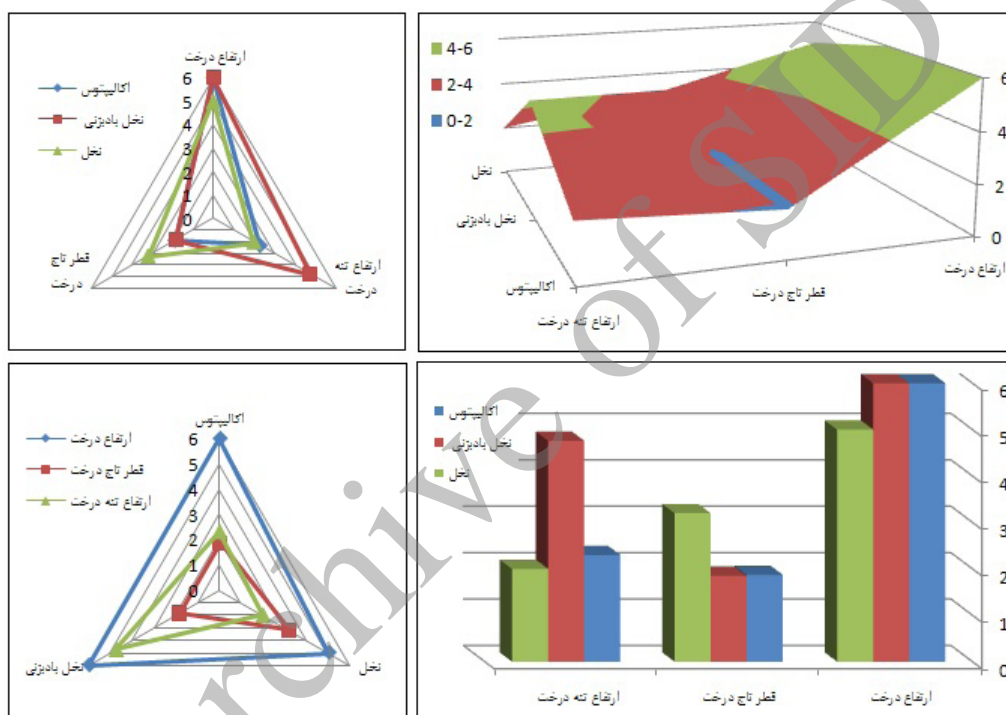 ارتفاع درخت
6
5
4
3
2
1
0
اکالیپتوس
نخل بادبزنی
نخل
قطر تاج
درخت
ارتفاع تنه
درخت
4-6
2-4
0-2
6
4
2
0
نخل
نخل بادبزنی
اکالیپتوس
ارتفاع تنه درخت
قطر تاج درخت
ارتفاع درخت
اکالیپتوس
6
5
4
3
2
1
0
ارتفاع درخت
قطر تاج درخت
ارتفاع تنه درخت
نخل بادبزنی
نخل
اکالیپتوس
نخل بادبزنی
نخل
6
5
4
3
2
1
0
ارتفاع تنه درخت
قطر تاج درخت
ارتفاع درخت
Archive of SID